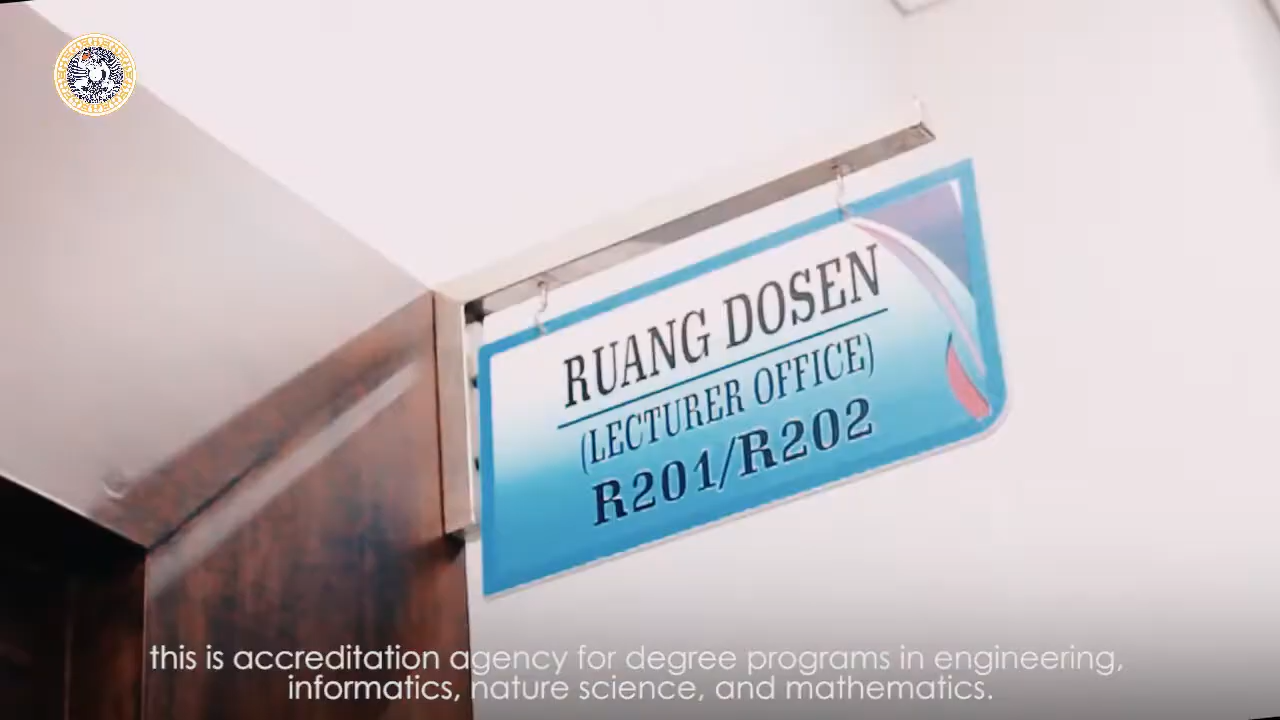 RUANG DOSEN
(LECTURER OFFICE)
R201/R202
this is accreditation agency for degree programs in engineering,
informatics, nature science, and mathematics.